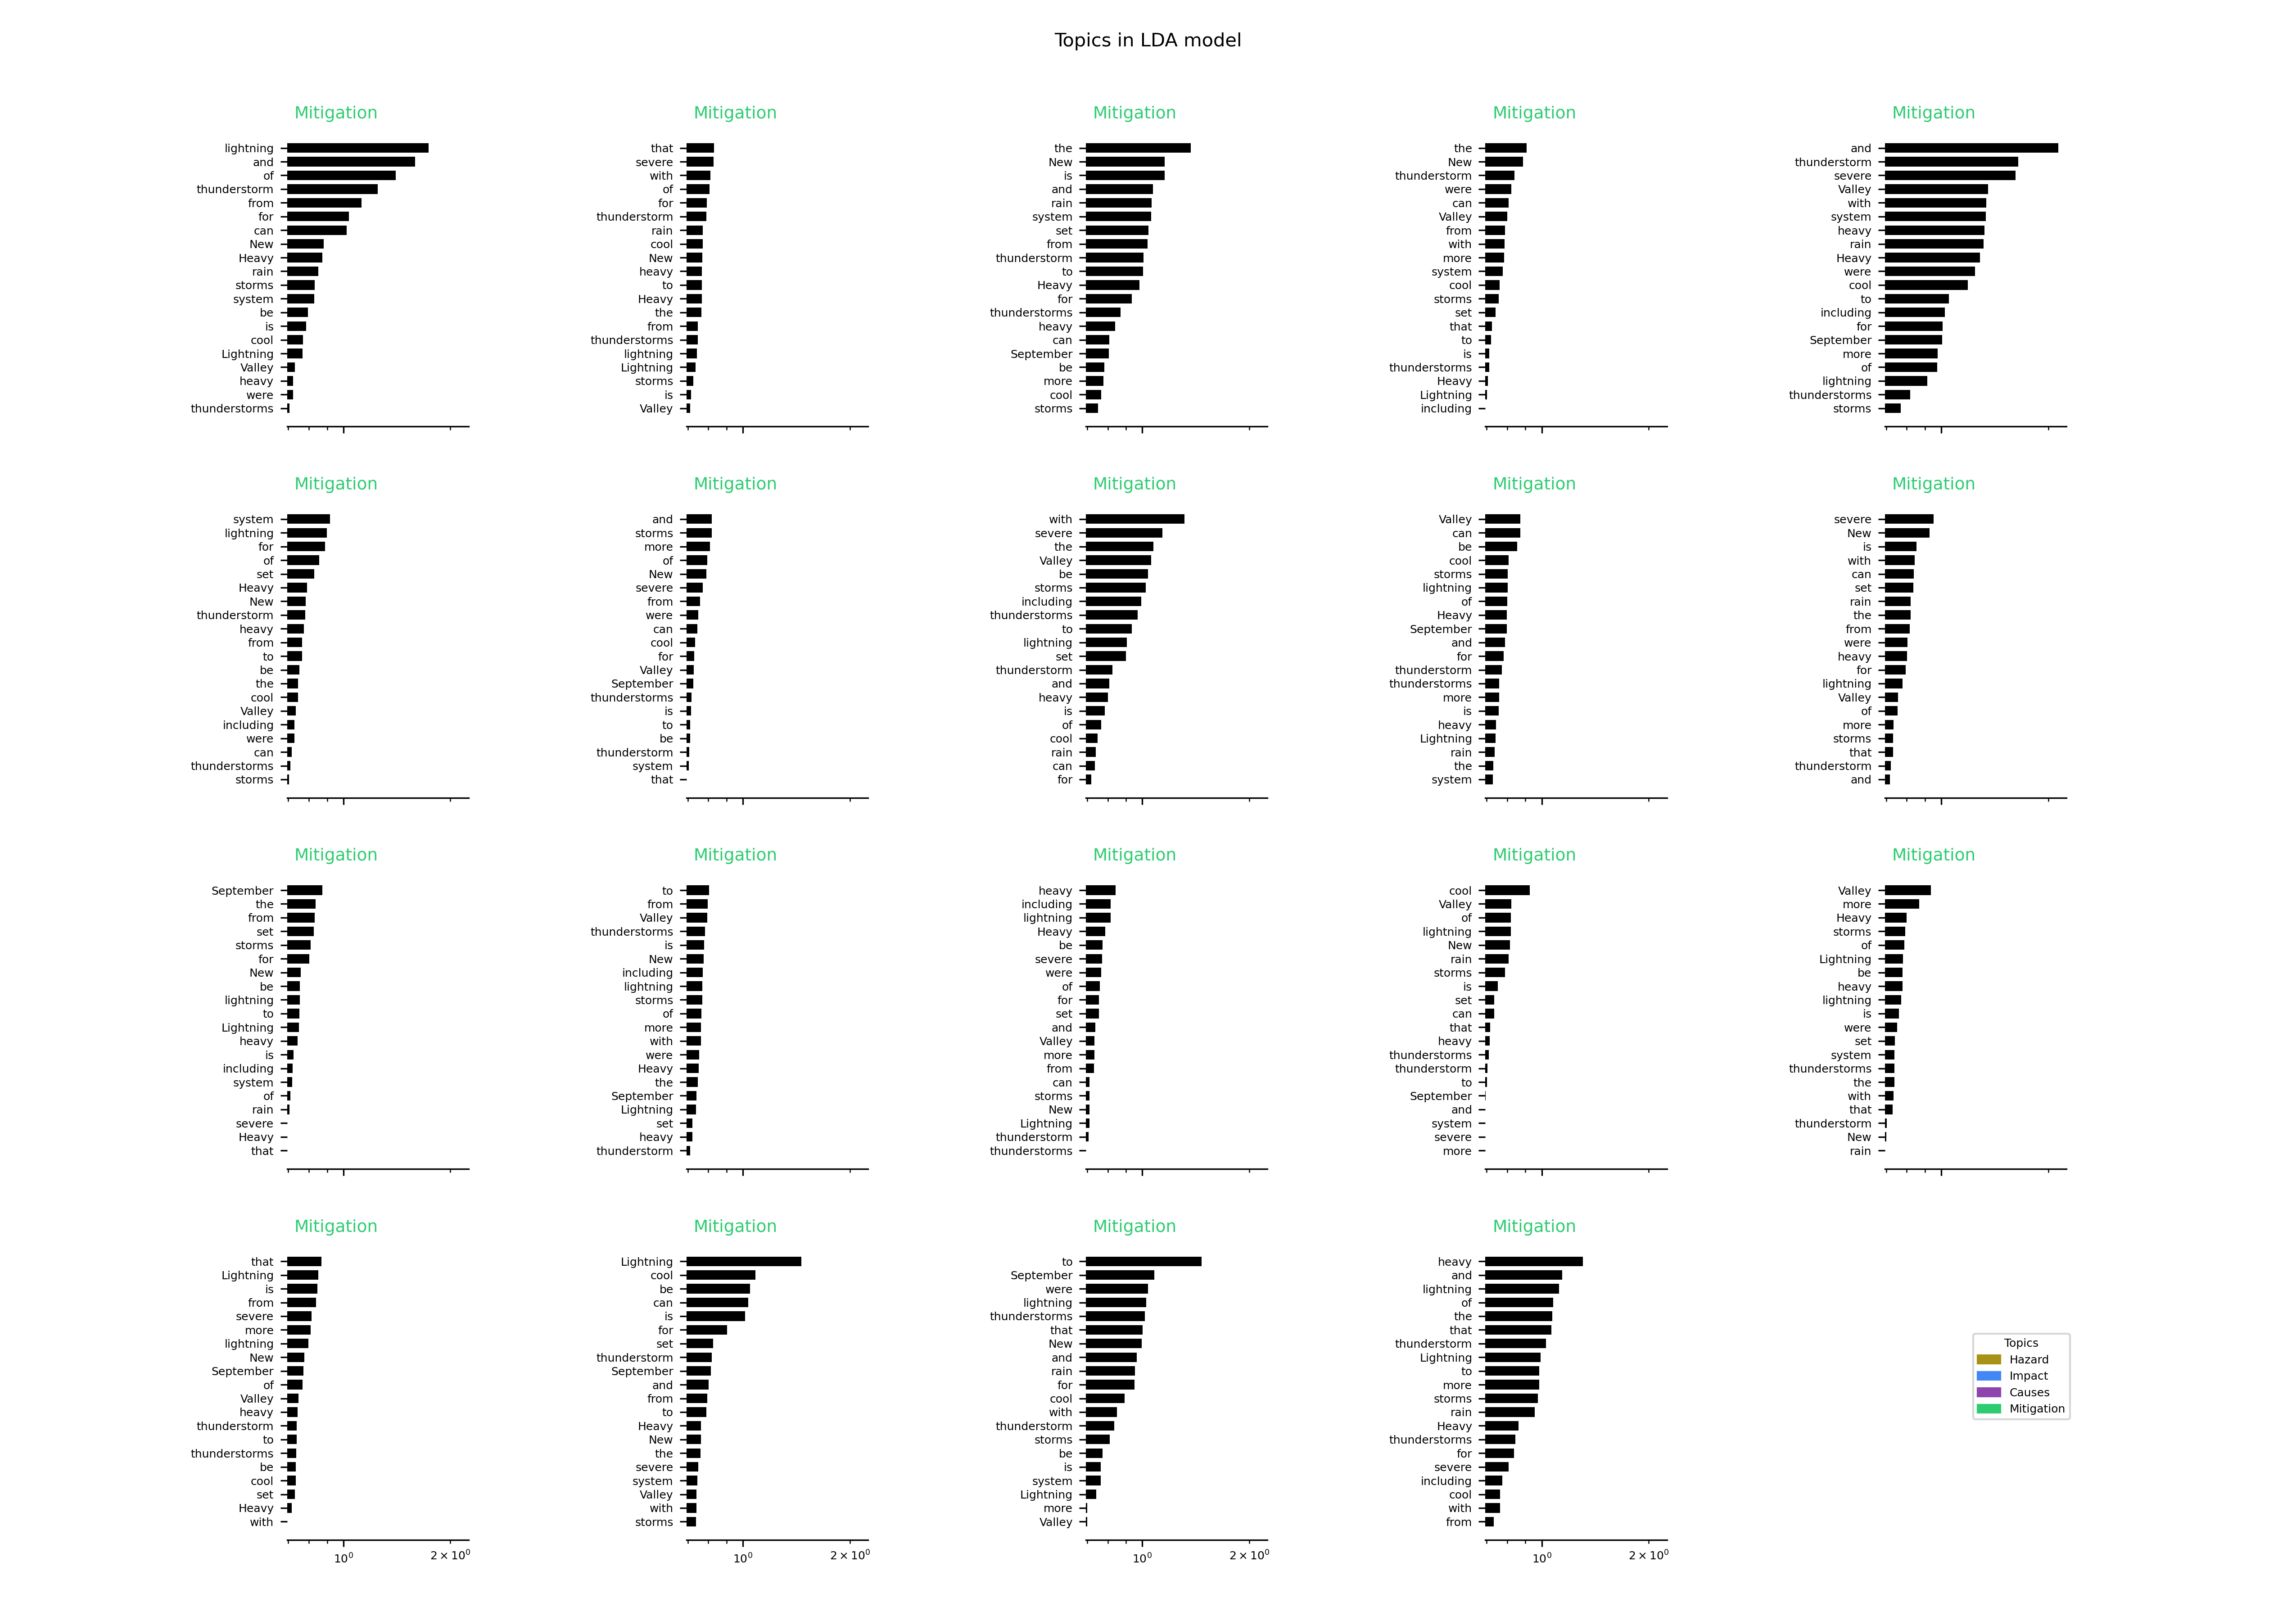 Topics in LDA model
Mitigation
lightning
and
of
thunderstorm
from
for
can
New
Heavy
rain
storms
system
be
is
cool
Lightning
Valley
heavy
were
thunderstorms
Mitigation
that
severe
with
of
for
thunderstorm
rain
cool
New
heavy
to
Heavy
the
from
thunderstorms
lightning
Lightning
storms
is
Valley
Mitigation
the
New
is
and
rain
system
set
from
thunderstorm
to
Heavy
for
thunderstorms
heavy
can
September
be
more
cool
storms
Mitigation
the
New
thunderstorm
were
can
Valley
from
with
more
system
cool
storms
set
that
to
is
thunderstorms
Heavy
Lightning
including
Mitigation
and
thunderstorm
severe
Valley
with
system
heavy
rain
Heavy
were
cool
to
including
for
September
more
of
lightning
thunderstorms
storms
Mitigation
system
lightning
for
of
set
Heavy
New
thunderstorm
heavy
from
to
be
the
cool
Valley
including
were
can
thunderstorms
storms
Mitigation
and
storms
more
of
New
severe
from
were
can
cool
for
Valley
September
thunderstorms
is
to
be
thunderstorm
system
that
Mitigation
with
severe
the
Valley
be
storms
including
thunderstorms
to
lightning
set
thunderstorm
and
heavy
is
of
cool
rain
can
for
Mitigation
Valley
can
be
cool
storms
lightning
of
Heavy
September
and
for
thunderstorm
thunderstorms
more
is
heavy
Lightning
rain
the
system
Mitigation
severe
New
is
with
can
set
rain
the
from
were
heavy
for
lightning
Valley
of
more
storms
that
thunderstorm
and
Mitigation
September
the
from
set
storms
for
New
be
lightning
to
Lightning
heavy
is
including
system
of
rain
severe
Heavy
that
Mitigation
to
from
Valley
thunderstorms
is
New
including
lightning
storms
of
more
with
were
Heavy
the
September
Lightning
set
heavy
thunderstorm
Mitigation
heavy
including
lightning
Heavy
be
severe
were
of
for
set
and
Valley
more
from
can
storms
New
Lightning
thunderstorm
thunderstorms
Mitigation
cool
Valley
of
lightning
New
rain
storms
is
set
can
that
heavy
thunderstorms
thunderstorm
to
September
and
system
severe
more
Mitigation
Valley
more
Heavy
storms
of
Lightning
be
heavy
lightning
is
were
set
system
thunderstorms
the
with
that
thunderstorm
New
rain
Mitigation
that
Lightning
is
from
severe
more
lightning
New
September
of
Valley
heavy
thunderstorm
to
thunderstorms
be
cool
set
Heavy
with
10⁰ 2 × 10⁰
Mitigation
Lightning
cool
be
can
is
for
set
thunderstorm
September
and
from
to
Heavy
New
the
severe
system
Valley
with
storms
10⁰ 2 × 10⁰
Mitigation
to
September
were
lightning
thunderstorms
that
New
and
rain
for
cool
with
thunderstorm
storms
be
is
system
Lightning
more
Valley
10⁰ 2 × 10⁰
Mitigation
heavy
and
lightning
of
the
that
thunderstorm
Lightning
to
more
storms
rain
Heavy
thunderstorms
for
severe
including
cool
with
from
10⁰ 2 × 10⁰
Topics
Hazard
Impact
Causes
Mitigation